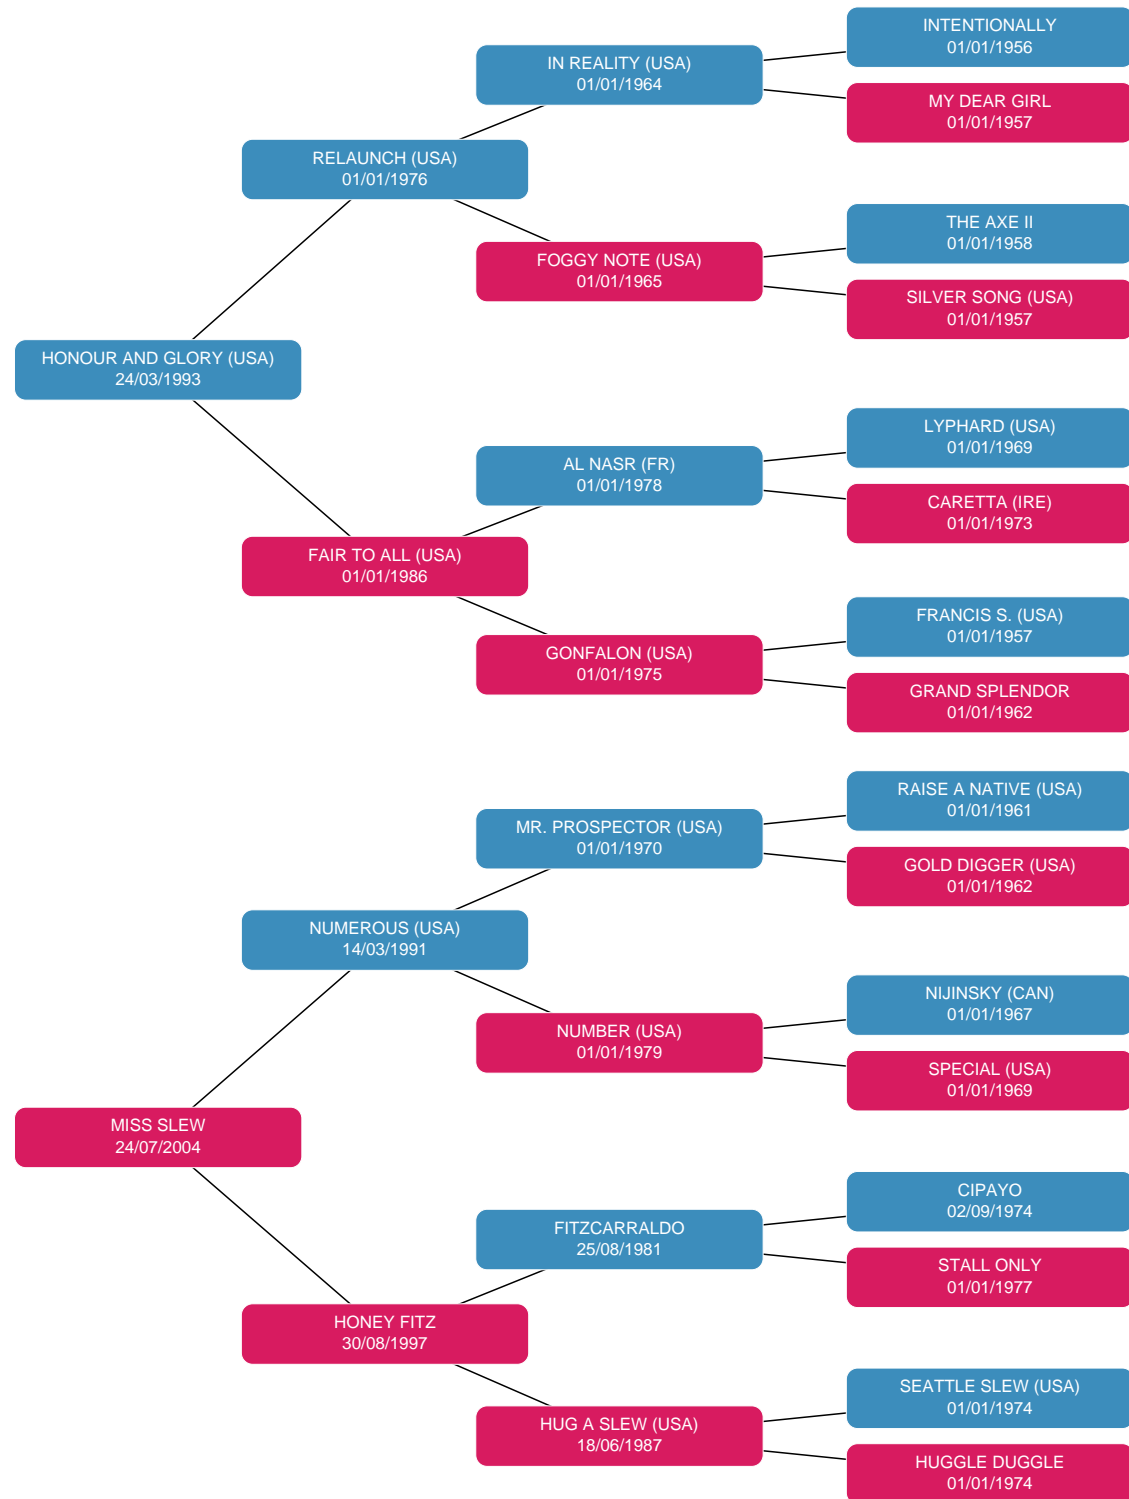 INTENTIONALLY
01/01/1956
IN REALITY (USA)
01/01/1964
MY DEAR GIRL
01/01/1957
RELAUNCH (USA)
01/01/1976
THE AXE II
01/01/1958
FOGGY NOTE (USA)
01/01/1965
SILVER SONG (USA)
01/01/1957
HONOUR AND GLORY (USA)
24/03/1993
LYPHARD (USA)
01/01/1969
AL NASR (FR)
01/01/1978
CARETTA (IRE)
01/01/1973
FAIR TO ALL (USA)
01/01/1986
FRANCIS S. (USA)
01/01/1957
GONFALON (USA)
01/01/1975
GRAND SPLENDOR
01/01/1962
RAISE A NATIVE (USA)
01/01/1961
MR. PROSPECTOR (USA)
01/01/1970
GOLD DIGGER (USA)
01/01/1962
NUMEROUS (USA)
14/03/1991
NIJINSKY (CAN)
01/01/1967
NUMBER (USA)
01/01/1979
SPECIAL (USA)
01/01/1969
MISS SLEW
24/07/2004
CIPAYO
02/09/1974
FITZCARRALDO
25/08/1981
STALL ONLY
01/01/1977
HONEY FITZ
30/08/1997
SEATTLE SLEW (USA)
01/01/1974
HUG A SLEW (USA)
18/06/1987
HUGGLE DUGGLE
01/01/1974